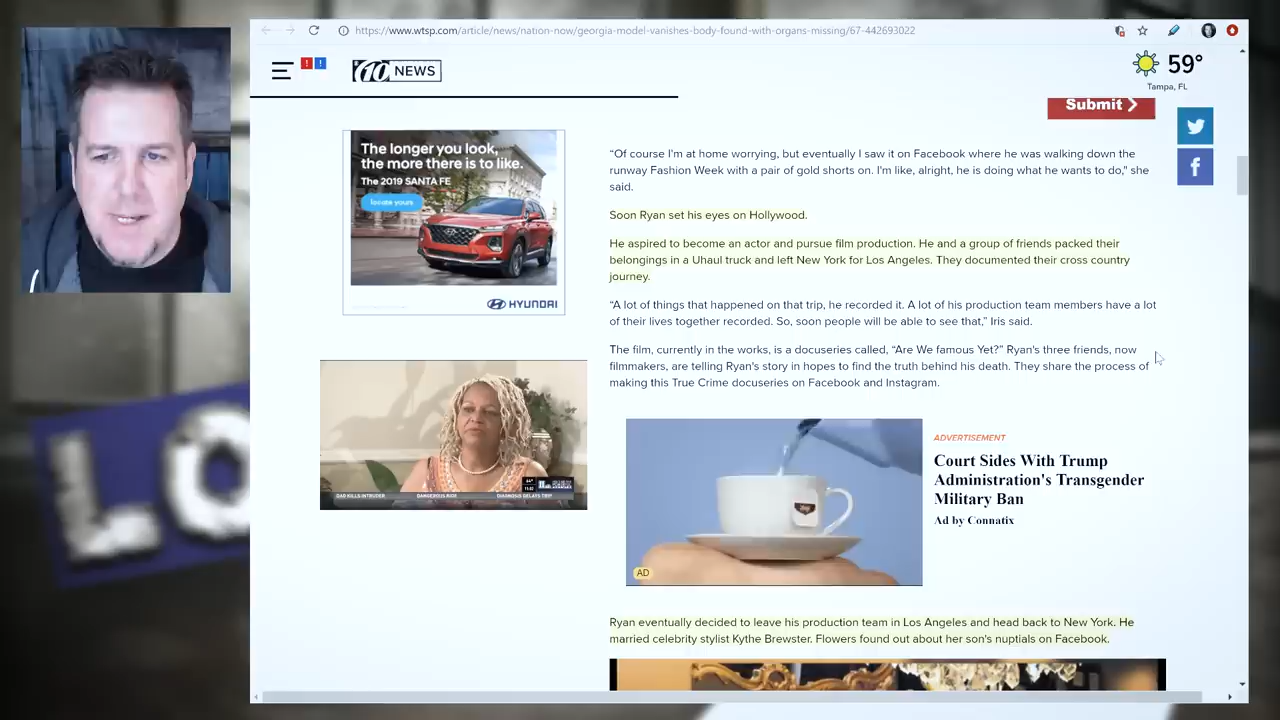 https://www.wtsp.com/article/news/nation-now/georgia-model-vanishes-body-found-with-organs-missing/67-442693022
10 NEWS
59°
Tampa, FL
Submit
The longer you look,
the more there is to like.
The 2019 SANTA FE
locate yours
HYUNDAI
“Of course I'm at home worrying, but eventually I saw it on Facebook where he was walking down the
runway Fashion Week with a pair of gold shorts on. I'm like, alright, he is doing what he wants to do," she
said.
Soon Ryan set his eyes on Hollywood.
He aspired to become an actor and pursue film production. He and a group of friends packed their
belongings in a Uhaul truck and left New York for Los Angeles. They documented their cross country
journey.
“A lot of things that happened on that trip, he recorded it. A lot of his production team members have a lot
of their lives together recorded. So, soon people will be able to see that,” Iris said.
The film, currently in the works, is a docuseries called, “Are We famous Yet?” Ryan's three friends, now
filmmakers, are telling Ryan's story in hopes to find the truth behind his death. They share the process of
making this True Crime docuseries on Facebook and Instagram.
DAD KILLS INTRUDER
DANGEROUS RIDE
DIAGNOSIS DELAYS TRIP
ADVERTISEMENT
Court Sides With Trump
Administration's Transgender
Military Ban
Ad by Connatix
AD
Ryan eventually decided to leave his production team in Los Angeles and head back to New York. He
married celebrity stylist Kythe Brewster. Flowers found out about her son's nuptials on Facebook.
LO